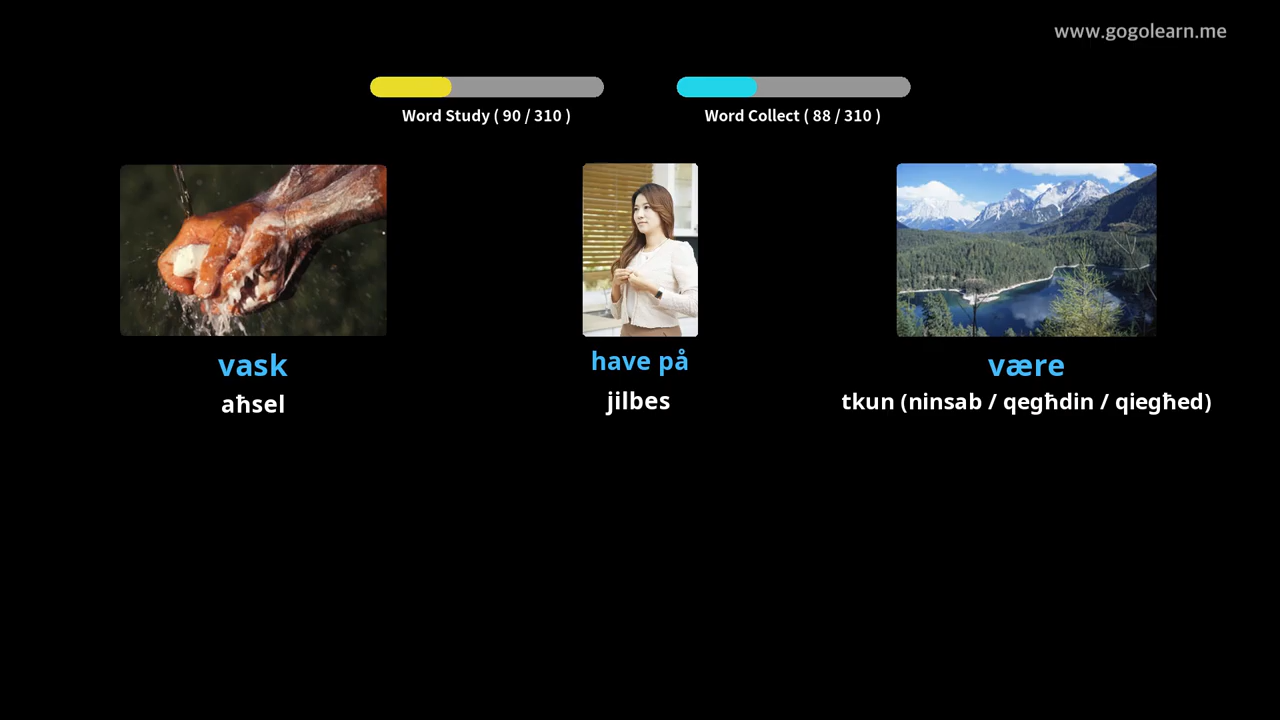 www.gogolearn.me
Word Study ( 90 / 310 )
Word Collect ( 88 / 310 )
vask
have på
være
aħsel
jilbes
tkun (ninsab / qegħdin / qiegħed)